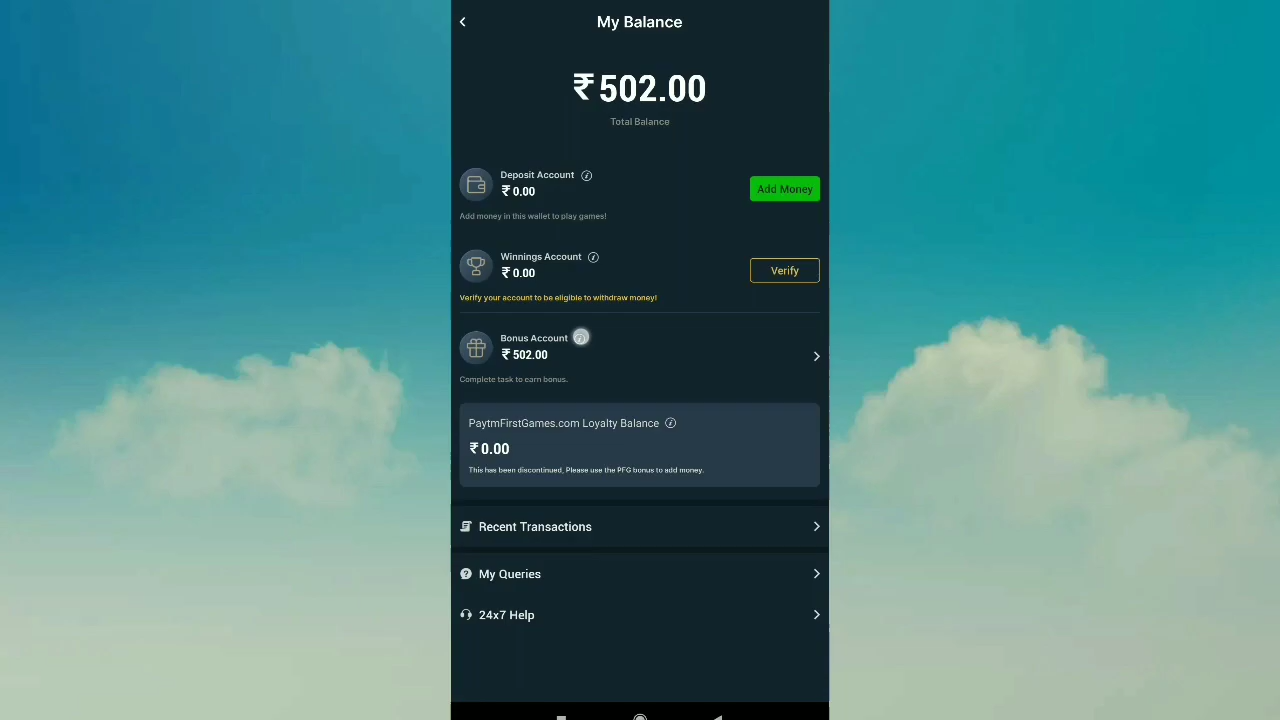 My Balance
₹502.00
Total Balance
Deposit Account
₹0.00
Add Money
Add money in this wallet to play games!
Winnings Account
₹0.00
Verify
Verify your account to be eligible to withdraw money!
Bonus Account
₹502.00
Complete task to earn bonus.
PaytmFirstGames.com Loyalty Balance
₹0.00
This has been discontinued, Please use the PFG bonus to add money.
Recent Transactions
My Queries
24x7 Help